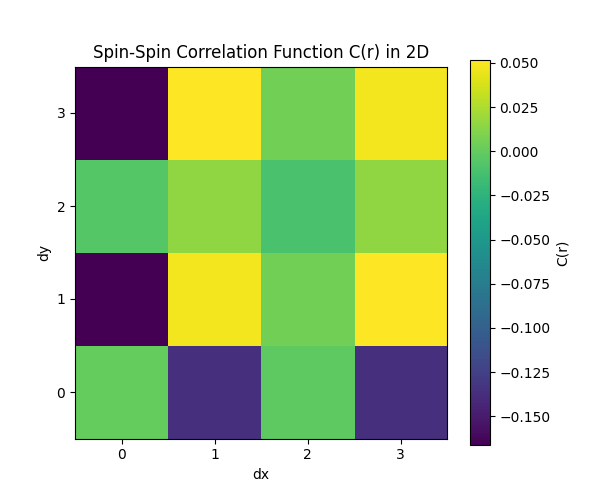 Spin-Spin Correlation Function C(r) in 2D
3
2
1
0
dy
0 1 2 3
dx
0.050
0.025
0.000
−0.025
−0.050
−0.075
−0.100
−0.125
−0.150
C(r)